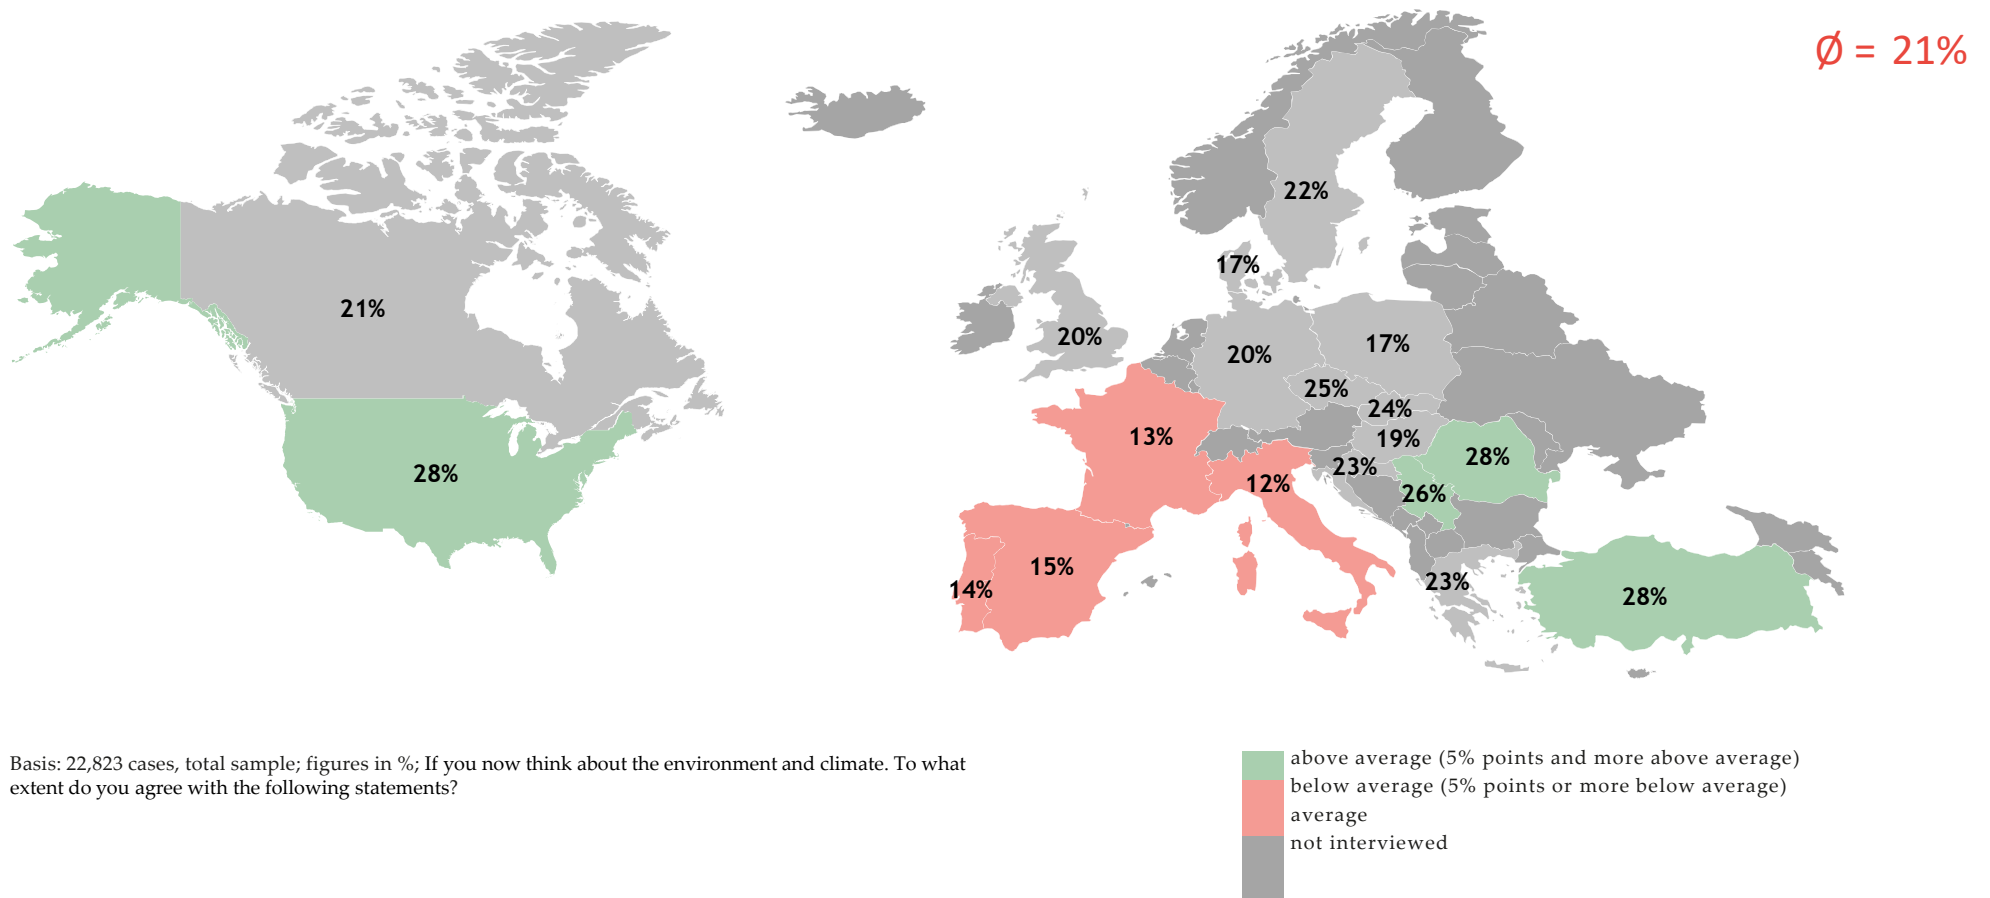 Ø = 21%
22%
17%
21%
20%
20%
17%
25%
24%
19%
13%
28%
23%
28%
12%
26%
15%
14%
23%
28%
Basis: 22,823 cases, total sample; figures in %; If you now think about the environment and climate. To what
extent do you agree with the following statements?
above average (5% points and more above average)
below average (5% points or more below average)
average
not interviewed